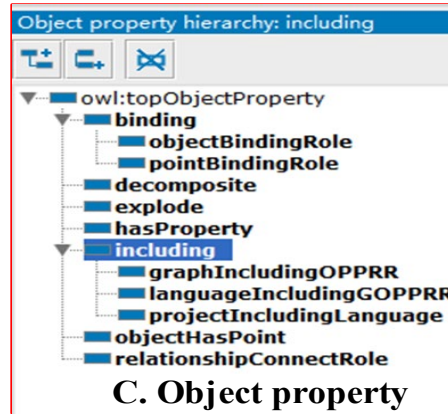 Object property hierarchy: including
owl:topObjectProperty
binding
objectBindingRole
pointBindingRole
decomposite
explode
hasProperty
including
graphIncludingOPPRR
languageIncludingGOPPRR
projectIncludingLanguage
objectHasPoint
relationshipConnectRole
C. Object property